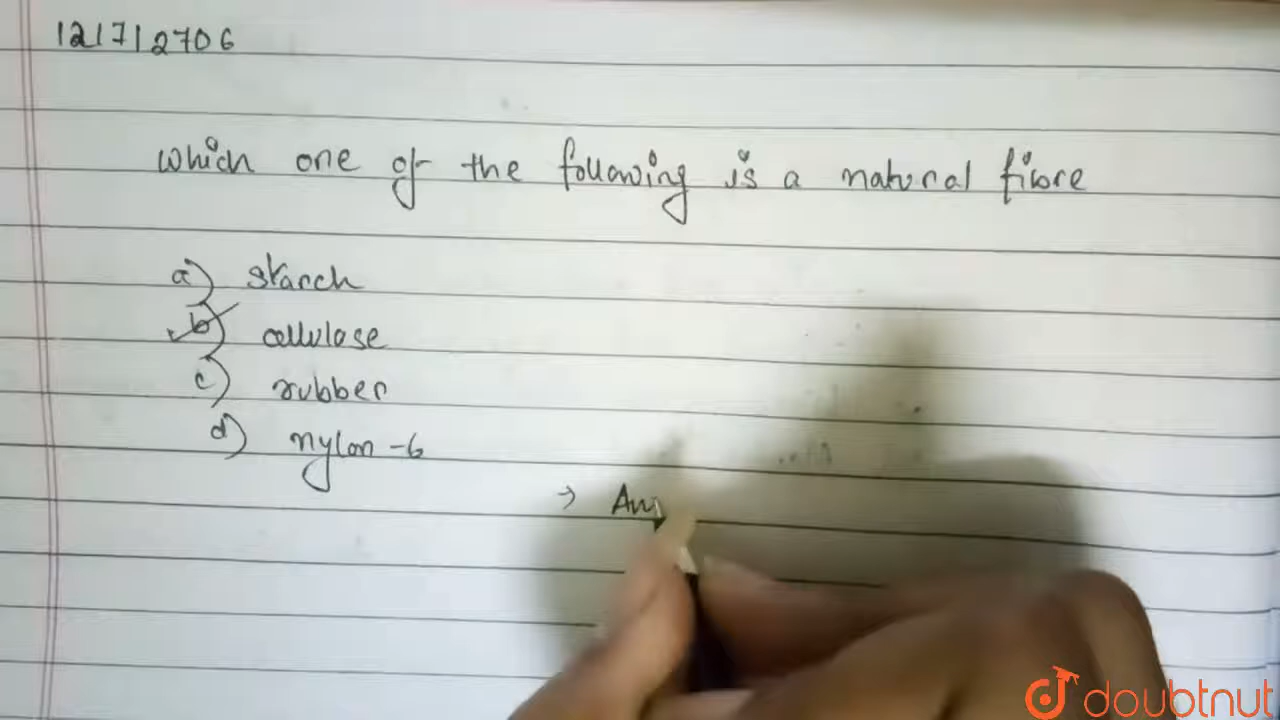 121712706
which one of the following is a natural fibre
a) starch
b) cellulose
c) rubber
d) nylon-6
→ Ans
doubtnut